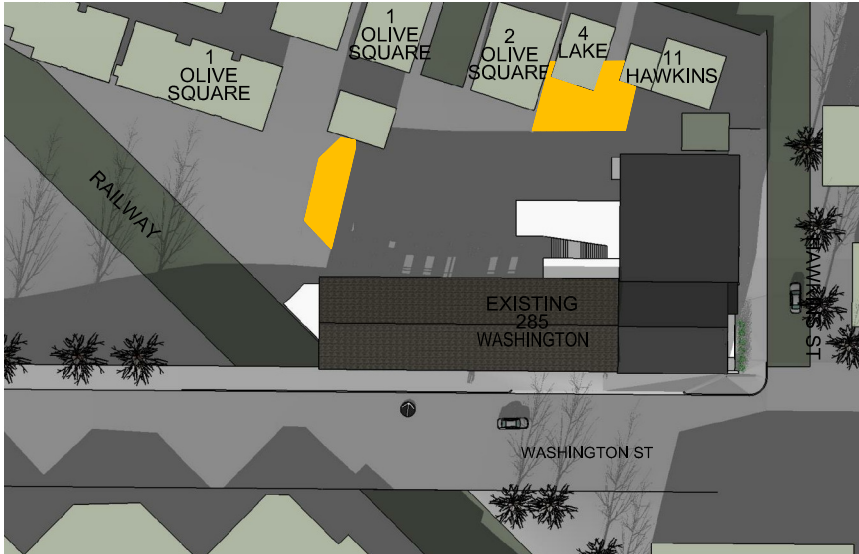 1
OLIVE
SQUARE
1
OLIVE
SQUARE
2
OLIVE
SQUARE
4
LAKE
11
HAWKINS
RAILWAY
HAWKINS ST
EXISTING
285
WASHINGTON
WASHINGTON ST